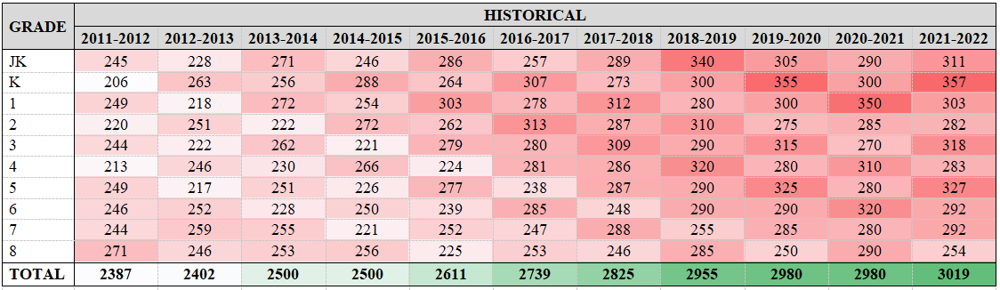 HISTORICAL
GRADE 2011-2012 2012-2013 2013-2014 2014-2015 2015-2016 2016-2017 2017-2018 2018-2019 2019-2020 2020-2021 2021-2022
JK 245 228 271 246 286 257 289 340 305 290 311
K 206 263 256 288 264 307 273 300 355 300 357
1 249 218 272 254 303 278 312 280 300 350 303
2 220 251 222 272 262 313 287 310 275 285 282
3 244 222 262 221 279 280 309 290 315 270 318
4 213 246 230 266 224 281 286 320 280 310 283
5 249 217 251 226 277 238 287 290 325 280 327
6 246 252 228 250 239 285 248 290 290 320 292
7 244 259 255 221 252 247 288 255 285 280 292
8 271 246 253 256 225 253 246 285 250 290 254
TOTAL 2387 2402 2500 2500 2611 2739 2825 2955 2980 2980 3019